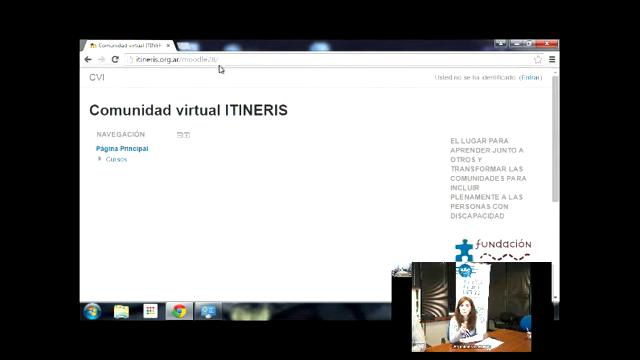 Comunidad virtual ITINER
itineris.org.ar/moodle28/
CVI
Usted no se ha identificado. (Entrar)
Comunidad virtual ITINERIS
NAVEGACIÓN
Página Principal
Cursos
EL LUGAR PARA
APRENDER JUNTO A
OTROS Y
TRANSFORMAR LAS
COMUNIDADES PARA
INCLUIR
PLENAMENTE A LAS
PERSONAS CON
DISCAPACIDAD
Fundación